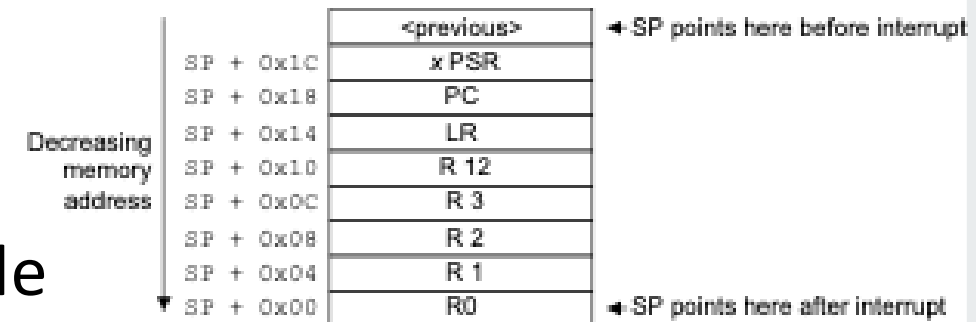 <previous> ◄ SP points here before interrupt
SP + 0x1C x PSR
SP + 0x18 PC
SP + 0x14 LR
Decreasing
memory
address
SP + 0x10 R 12
SP + 0x0C R 3
SP + 0x08 R 2
SP + 0x04 R 1
SP + 0x00 R0 ◄ SP points here after interrupt
le